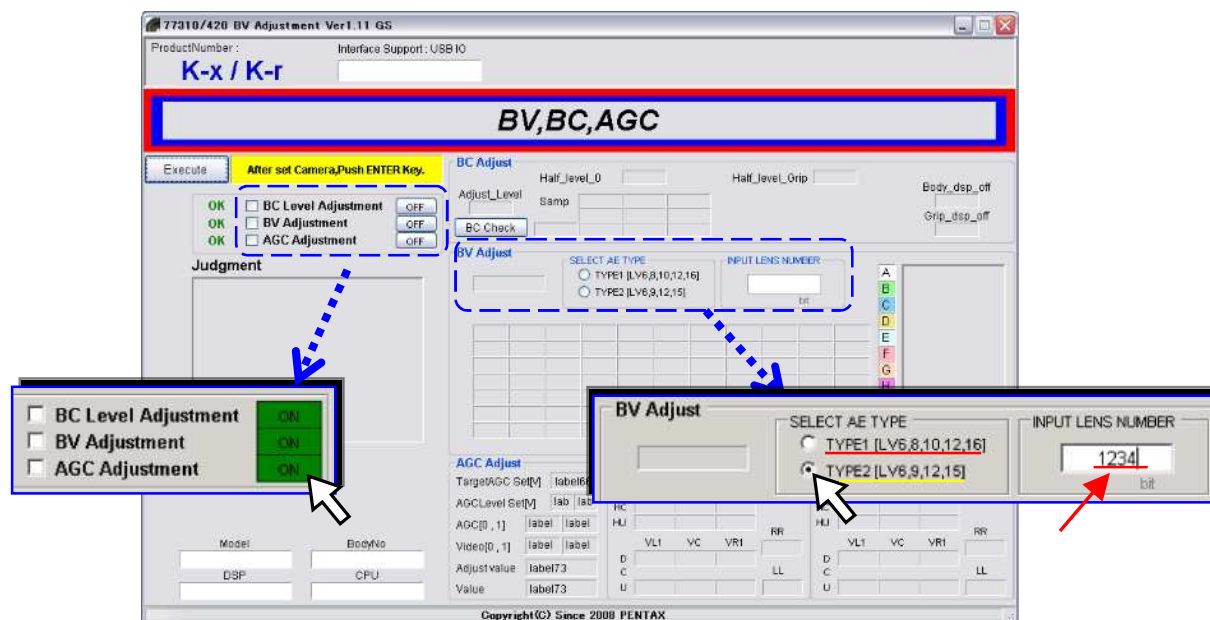 77310/420 BV Adjustment Ver1.11 GS
ProductNumber :
Interface Support : USB IO
K-x / K-r
BV,BC,AGC
Execute
After set Camera,Push ENTER Key.
OK BC Level Adjustment OFF
OK BV Adjustment OFF
OK AGC Adjustment OFF
Judgment
BC Adjust
Half_level_0
Half_level_Grip
Adjust_Level
Samp
BC Check
Body_dsp_off
Grip_dsp_off
BV Adjust
SELECT AE TYPE
TYPE1 [LV6,8,10,12,16]
TYPE2 [LV6,9,12,15]
INPUT LENS NUMBER
bit
A
B
C
D
E
F
G
H
BC Level Adjustment ON
BV Adjustment ON
AGC Adjustment ON
BV Adjust
SELECT AE TYPE
TYPE1 [LV6,8,10,12,16]
TYPE2 [LV6,9,12,15]
INPUT LENS NUMBER
1234
bit
AGC Adjust
TargetAGC Set[V]
AGCLevel Set[V] lab lab
AGC[0 , 1] label label
Video[0 , 1] label label
Adjust value label73
Value label73
HC
HU
VL1 VC VR1
RR
D
C
U
LL
HU
VL1 VC VR1
RR
D
C
U
LL
Model
BodyNo
DSP
CPU
Copyright(C) Since 2008 PENTAX